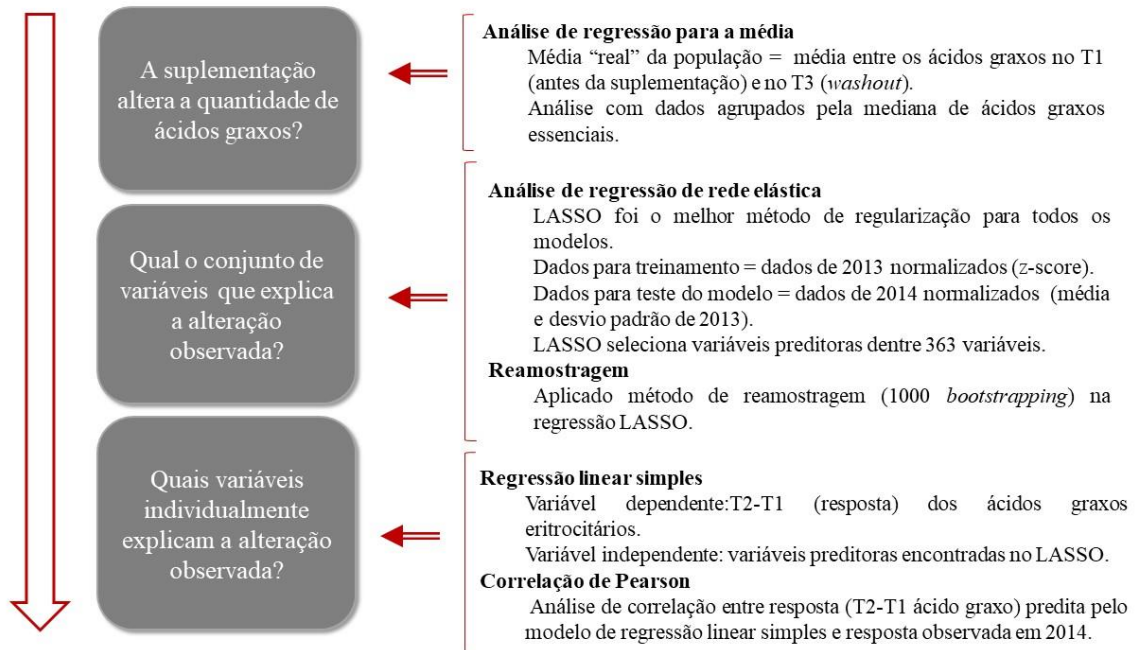 A suplementação
altera a quantidade de
ácidos graxos?
Análise de regressão para a média
Média “real” da população = média entre os ácidos graxos no T1
(antes da suplementação) e no T3 (washout).
Análise com dados agrupados pela mediana de ácidos graxos
essenciais.
Qual o conjunto de
variáveis que explica
a alteração
observada?
Análise de regressão de rede elástica
LASSO foi o melhor método de regularização para todos os
modelos.
Dados para treinamento = dados de 2013 normalizados (z-score).
Dados para teste do modelo = dados de 2014 normalizados (média
e desvio padrão de 2013).
LASSO seleciona variáveis preditoras dentre 363 variáveis.
Reamostragem
Aplicado método de reamostragem (1000 bootstrapping) na
regressão LASSO.
Quais variáveis
individualmente
explicam a alteração
observada?
Regressão linear simples
Variável dependente:T2-T1 (resposta) dos ácidos graxos
eritrocitários.
Variável independente: variáveis preditoras encontradas no LASSO.
Correlação de Pearson
Análise de correlação entre resposta (T2-T1 ácido graxo) predita pelo
modelo de regressão linear simples e resposta observada em 2014.